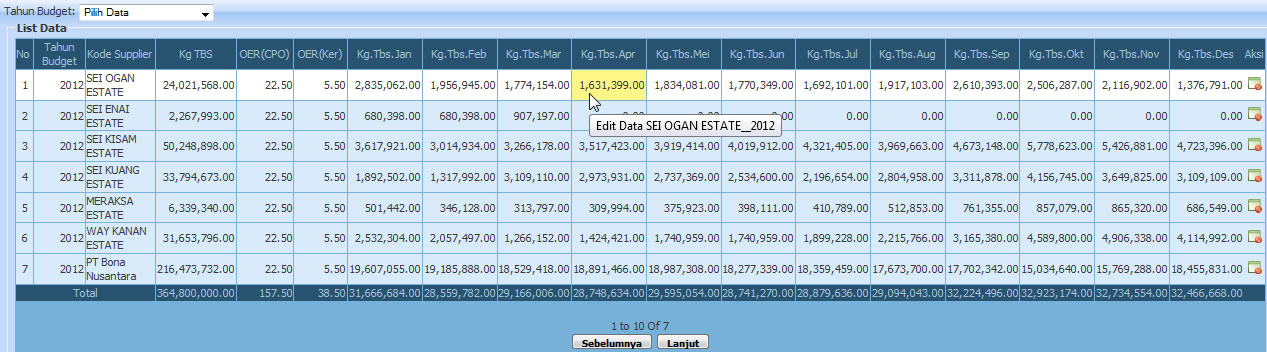 Tahun Budget: Pilih Data
List Data
No Tahun Budget Kode Supplier Kg TBS OER(CPO) OER(Ker) Kg.Tbs.Jan Kg.Tbs.Feb Kg.Tbs.Mar Kg.Tbs.Apr Kg.Tbs.Mei Kg.Tbs.Jun Kg.Tbs.Jul Kg.Tbs.Aug Kg.Tbs.Sep Kg.Tbs.Okt Kg.Tbs.Nov Kg.Tbs.Des Aksi
1 2012 SEI OGAN ESTATE 24,021,568.00 22.50 5.50 2,835,062.00 1,956,945.00 1,774,154.00 1,631,399.00 1,834,081.00 1,770,349.00 1,692,101.00 1,917,103.00 2,610,393.00 2,506,287.00 2,116,902.00 1,376,791.00
2 2012 SEI ENAI ESTATE 2,267,993.00 22.50 5.50 680,398.00 680,398.00 907,197.00 0.00 0.00 0.00 0.00 0.00 0.00 0.00 0.00 0.00
Edit Data SEI OGAN ESTATE__2012
3 2012 SEI KISAM ESTATE 50,248,898.00 22.50 5.50 3,617,921.00 3,014,934.00 3,266,178.00 3,517,423.00 3,919,414.00 4,019,912.00 4,321,405.00 3,969,663.00 4,673,148.00 5,778,623.00 5,426,881.00 4,723,396.00
4 2012 SEI KUANG ESTATE 33,794,673.00 22.50 5.50 1,892,502.00 1,317,992.00 3,109,110.00 2,973,931.00 2,737,369.00 2,534,600.00 2,196,654.00 2,804,958.00 3,311,878.00 4,156,745.00 3,649,825.00 3,109,109.00
5 2012 MERAKSA ESTATE 6,339,340.00 22.50 5.50 501,442.00 346,128.00 313,797.00 309,994.00 375,923.00 398,111.00 410,789.00 512,853.00 761,355.00 857,079.00 865,320.00 686,549.00
6 2012 WAY KANAN ESTATE 31,653,796.00 22.50 5.50 2,532,304.00 2,057,497.00 1,266,152.00 1,424,421.00 1,740,959.00 1,740,959.00 1,899,228.00 2,215,766.00 3,165,380.00 4,589,800.00 4,906,338.00 4,114,992.00
7 2012 PT Bona Nusantara 216,473,732.00 22.50 5.50 19,607,055.00 19,185,888.00 18,529,418.00 18,891,466.00 18,987,308.00 18,277,339.00 18,359,459.00 17,673,700.00 17,702,342.00 15,034,640.00 15,769,288.00 18,455,831.00
Total 364,800,000.00 157.50 38.50 31,666,684.00 28,559,782.00 29,166,006.00 28,748,634.00 29,595,054.00 28,741,270.00 28,879,636.00 29,094,043.00 32,224,496.00 32,923,174.00 32,734,554.00 32,466,668.00
1 to 10 Of 7
Sebelumnya Lanjut